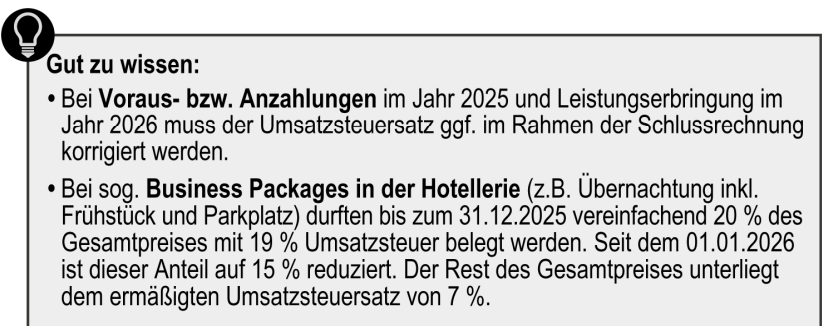 Gut zu wissen:
• Bei Voraus- bzw. Anzahlungen im Jahr 2025 und Leistungserbringung im
Jahr 2026 muss der Umsatzsteuersatz ggf. im Rahmen der Schlussrechnung
korrigiert werden.
• Bei sog. Business Packages in der Hotellerie (z.B. Übernachtung inkl.
Frühstück und Parkplatz) durften bis zum 31.12.2025 vereinfachend 20 % des
Gesamtpreises mit 19 % Umsatzsteuer belegt werden. Seit dem 01.01.2026
ist dieser Anteil auf 15 % reduziert. Der Rest des Gesamtpreises unterliegt
dem ermäßigten Umsatzsteuersatz von 7 %.